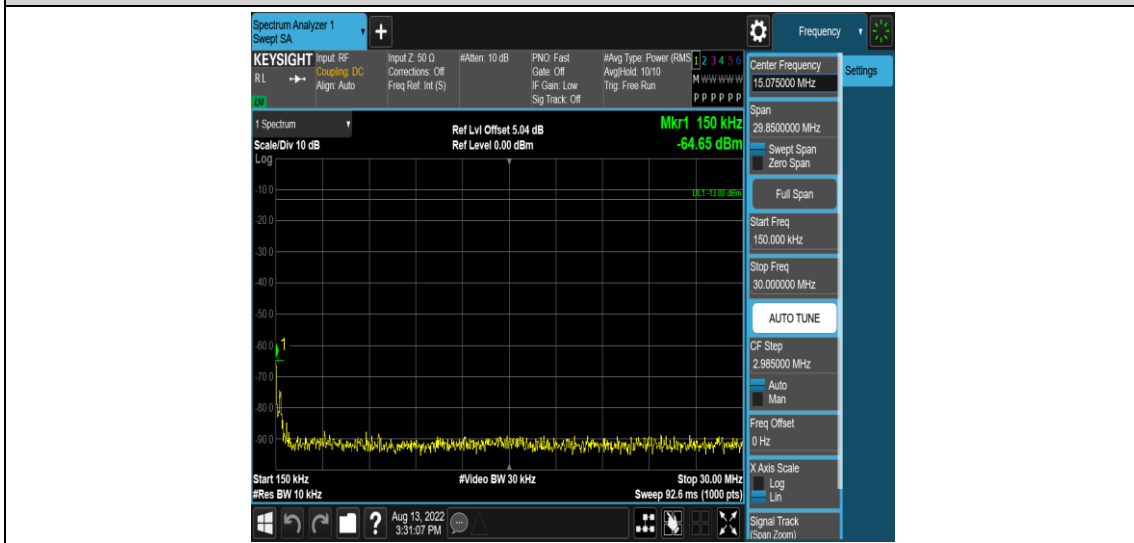 Spectrum Analyzer 1
Swept SA
+
Frequency
KEYSIGHT
RL
LXI
Input: RF
Coupling: DC
Align: Auto
Input Z: 50 Ω
Corrections: Off
Freq Ref: Int (S)
#Atten: 10 dB
PNO: Fast
Gate: Off
IF Gain: Low
Sig Track: Off
#Avg Type: Power (RMS
Avg|Hold: 10/10
Trig: Free Run
1 2 3 4 5 6
M W W W W W
P P P P P P
1 Spectrum
Scale/Div 10 dB
Ref Lvl Offset 5.04 dB
Ref Level 0.00 dBm
Mkr1 150 kHz
-64.65 dBm
Log
DL1 -13.00 dBm
-10.0
-20.0
-30.0
-40.0
-50.0
-60.0
1
-70.0
-80.0
-90.0
Start 150 kHz
#Video BW 30 kHz
Stop 30.00 MHz
#Res BW 10 kHz
Sweep 92.6 ms (1000 pts)
?
Aug 13, 2022
3:31:07 PM
Center Frequency
15.075000 MHz
Settings
Span
29.8500000 MHz
Swept Span
Zero Span
Full Span
Start Freq
150.000 kHz
Stop Freq
30.000000 MHz
AUTO TUNE
CF Step
2.985000 MHz
Auto
Man
Freq Offset
0 Hz
X Axis Scale
Log
Lin
Signal Track
(Span Zoom)